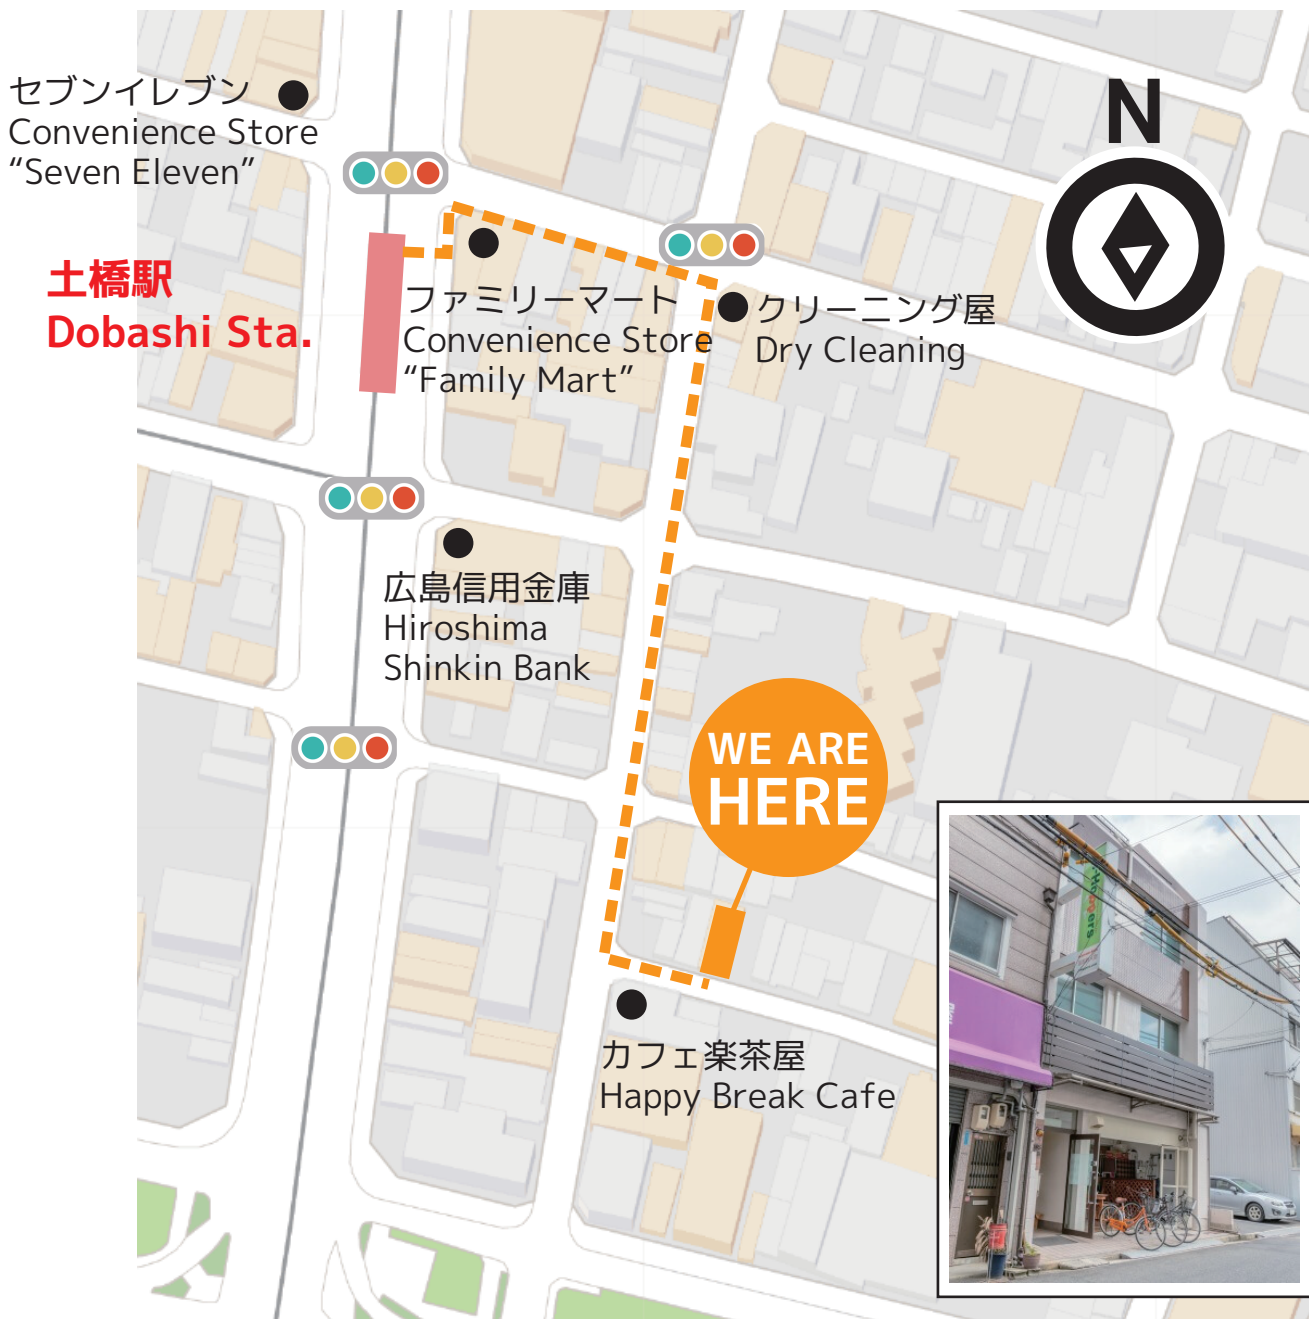 セブンイレブン
Convenience Store
“Seven Eleven”
N
土橋駅
Dobashi Sta.
ファミリーマート
Convenience Store
“Family Mart”
クリーニング屋
Dry Cleaning
広島信用金庫
Hiroshima
Shinkin Bank
WE ARE
HERE
カフェ楽茶屋
Happy Break Cafe